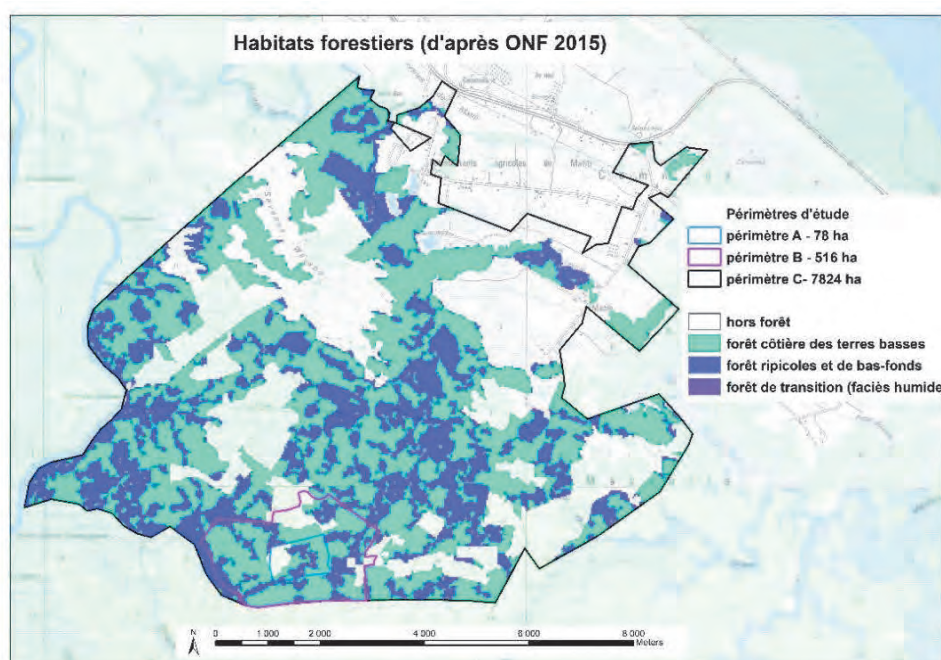 Habitats forestiers (d'après ONF 2015)
Périmètres d'étude
périmètre A - 78 ha
périmètre B - 516 ha
périmètre C- 7824 ha
hors forêt
forêt côtière des terres basses
forêt ripicoles et de bas-fonds
forêt de transition (faciès humide
N
0 1 000 2 000 4 000 6 000 8 000
Meters